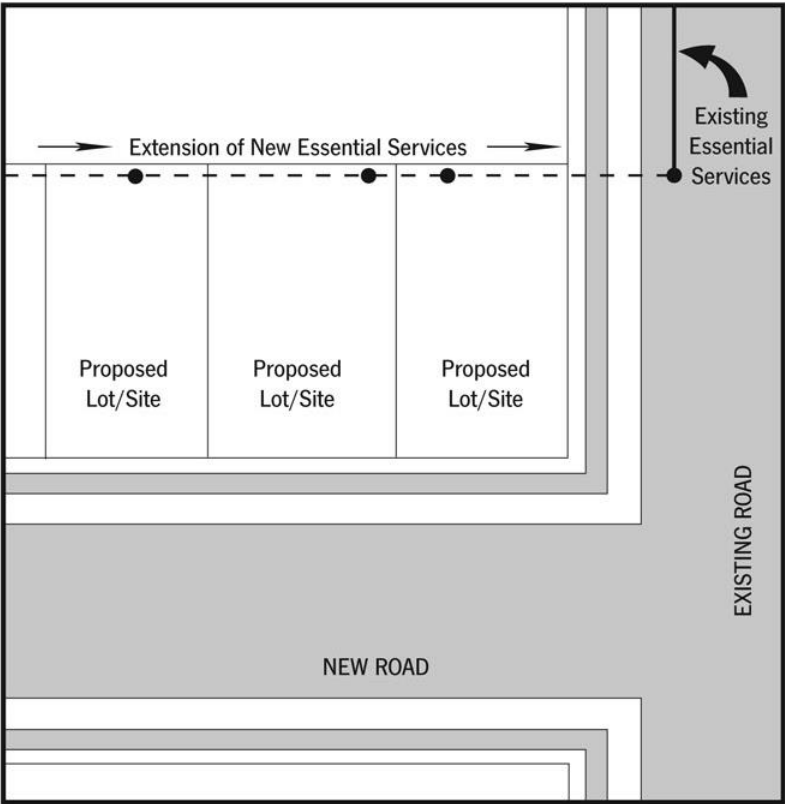 Existing
Essential
Services
Extension of New Essential Services
Proposed
Lot/Site
Proposed
Lot/Site
Proposed
Lot/Site
EXISTING ROAD
NEW ROAD